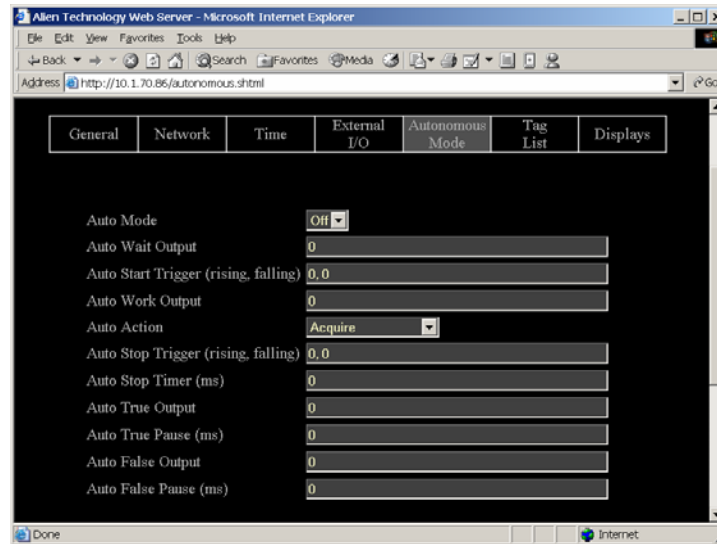 Alien Technology Web Server - Microsoft Internet Explorer
File Edit View Favorites Tools Help
Back Search Favorites Media
Address http://10.1.70.86/autonomous.shtml Go
General Network Time External I/O Autonomous Mode Tag List Displays
Auto Mode Off
Auto Wait Output 0
Auto Start Trigger (rising, falling) 0, 0
Auto Work Output 0
Auto Action Acquire
Auto Stop Trigger (rising, falling) 0, 0
Auto Stop Timer (ms) 0
Auto True Output 0
Auto True Pause (ms) 0
Auto False Output 0
Auto False Pause (ms) 0
Done Internet